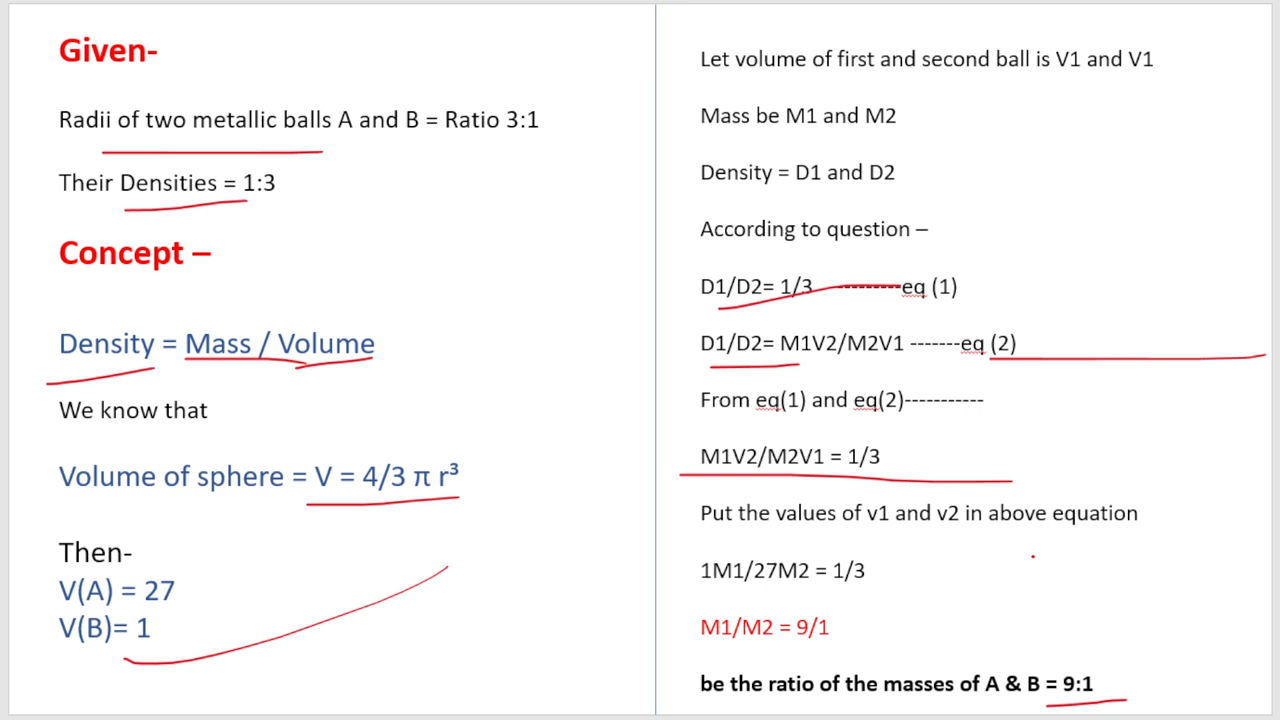 Given-
Radii of two metallic balls A and B = Ratio 3:1
Their Densities = 1:3
Concept –
Density = Mass / Volume
We know that
Volume of sphere = V = 4/3 π r³
Then-
V(A) = 27
V(B)= 1
Let volume of first and second ball is V1 and V1
Mass be M1 and M2
Density = D1 and D2
According to question –
D1/D2= 1/3 ----------eq (1)
D1/D2= M1V2/M2V1 -------eq (2)
From eq(1) and eq(2)-----------
M1V2/M2V1 = 1/3
Put the values of v1 and v2 in above equation
1M1/27M2 = 1/3
M1/M2 = 9/1
be the ratio of the masses of A & B = 9:1